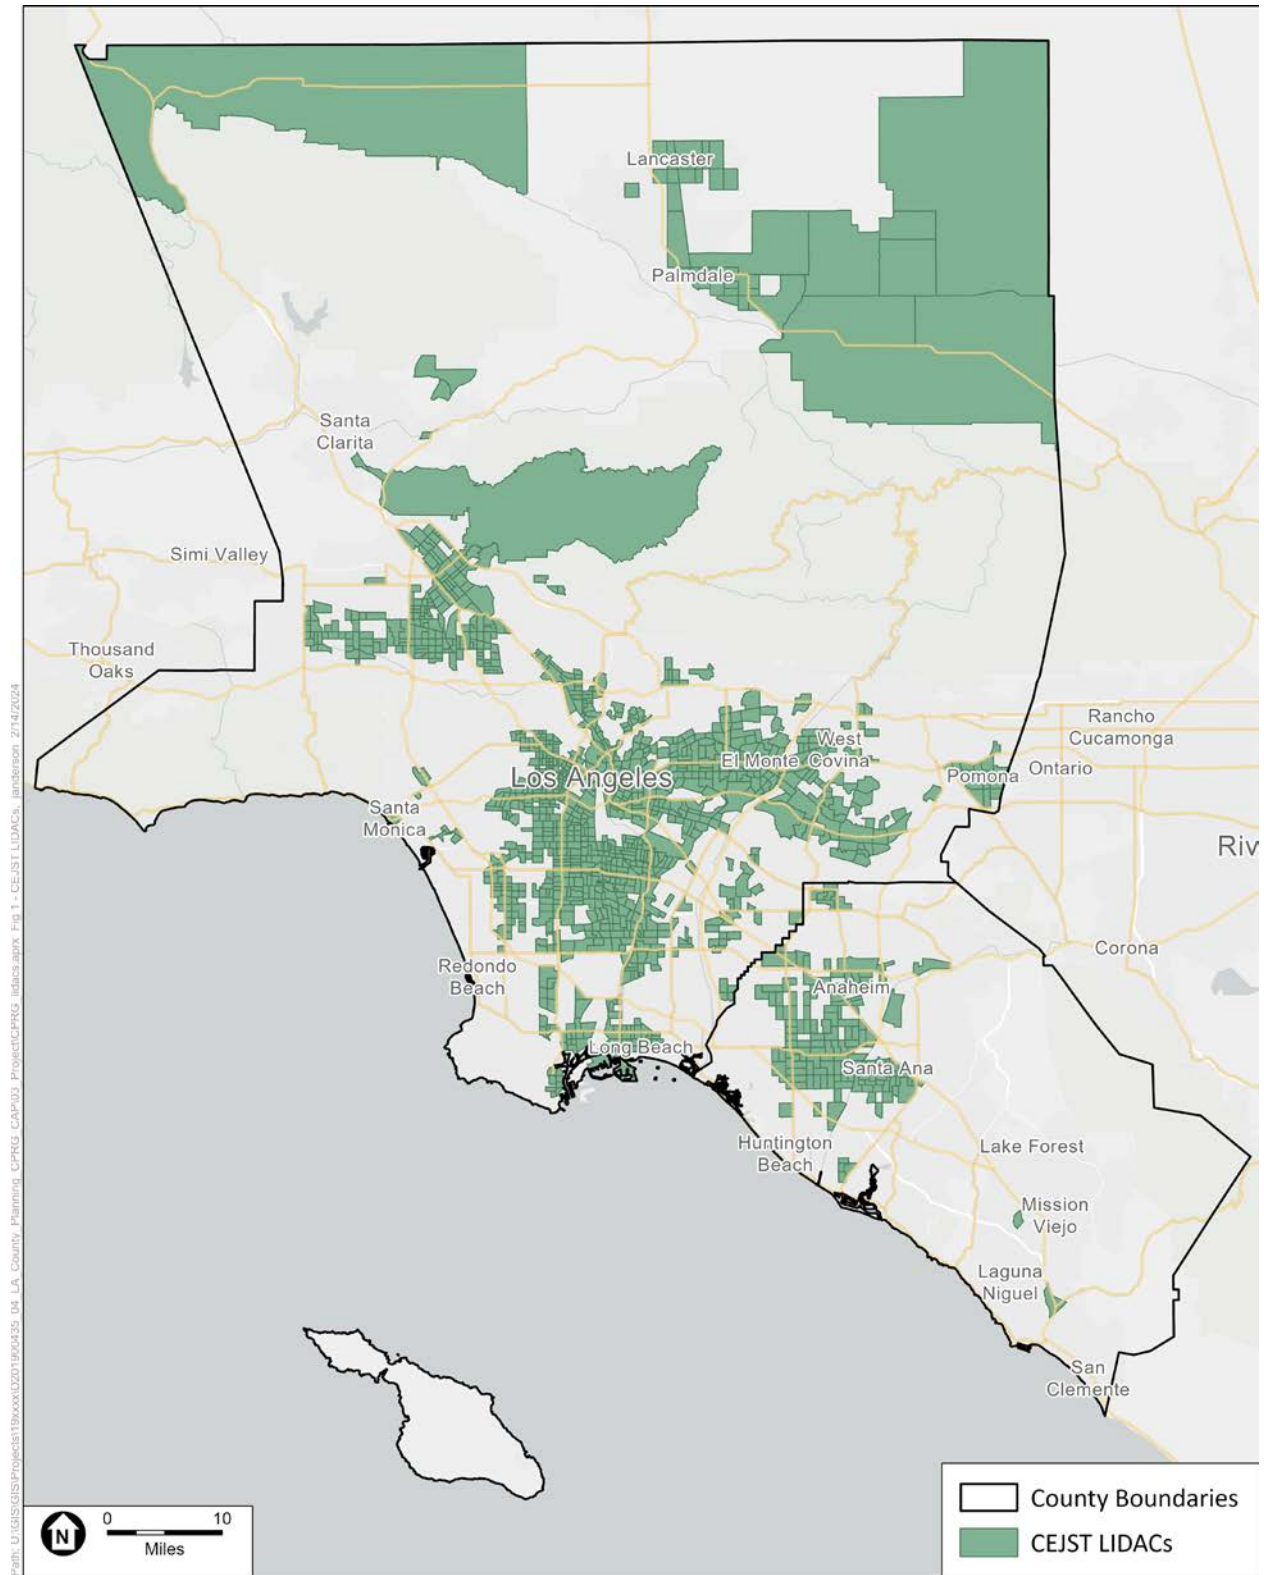 Lancaster
Palmdale
Santa
Clarita
Simi Valley
Thousand
Oaks
Rancho
Cucamonga
West
El Monte Covina
Pomona Ontario
Los Angeles
Santa
Monica
Riv
Corona
Redondo
Beach
Anaheim
Long Beach
Santa Ana
Huntington
Beach
Lake Forest
Mission
Viejo
Laguna
Niguel
San
Clemente
N
0 10
Miles
County Boundaries
CEJST LIDACs